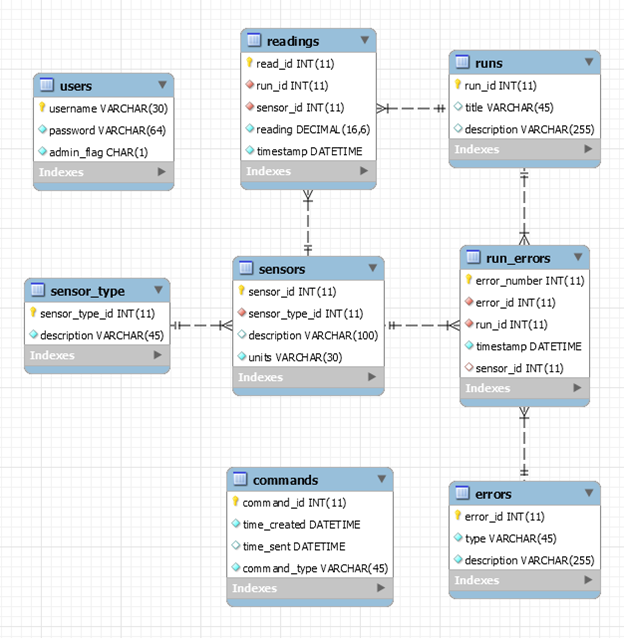 users
username VARCHAR(30)
password VARCHAR(64)
admin_flag CHAR(1)
Indexes
readings
read_id INT(11)
run_id INT(11)
sensor_id INT(11)
reading DECIMAL(16,6)
timestamp DATETIME
Indexes
runs
run_id INT(11)
title VARCHAR(45)
description VARCHAR(255)
Indexes
sensor_type
sensor_type_id INT(11)
description VARCHAR(45)
Indexes
sensors
sensor_id INT(11)
sensor_type_id INT(11)
description VARCHAR(100)
units VARCHAR(30)
Indexes
run_errors
error_number INT(11)
error_id INT(11)
run_id INT(11)
timestamp DATETIME
sensor_id INT(11)
Indexes
commands
command_id INT(11)
time_created DATETIME
time_sent DATETIME
command_type VARCHAR(45)
Indexes
errors
error_id INT(11)
type VARCHAR(45)
description VARCHAR(255)
Indexes